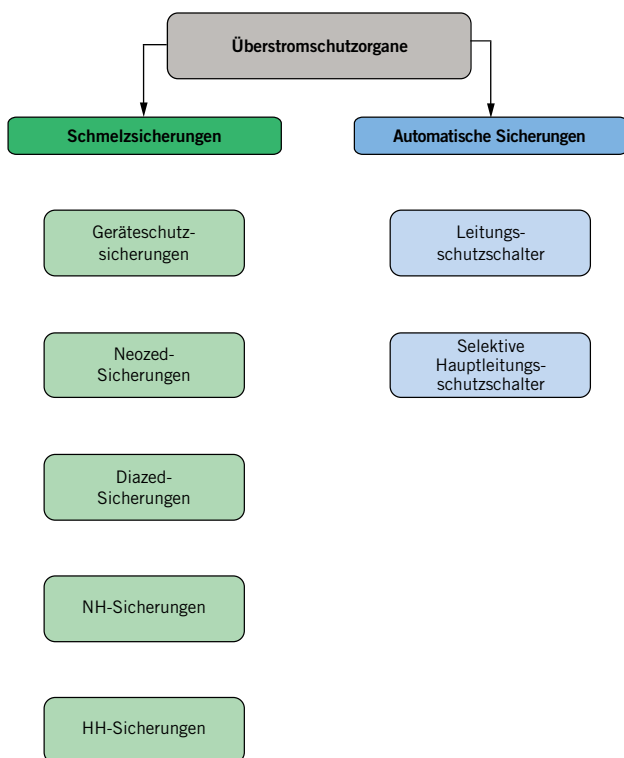 Überstromschutzorgane
Schmelzsicherungen
Automatische Sicherungen
Geräteschutz-
sicherungen
Leitungs-
schutzschalter
Neozed-
Sicherungen
Selektive
Hauptleitungs-
schutzschalter
Diazed-
Sicherungen
NH-Sicherungen
HH-Sicherungen